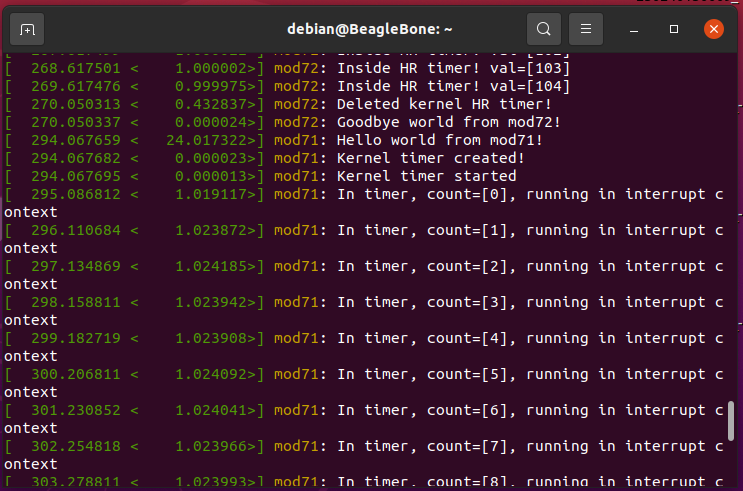 debian@BeagleBone: ~
[  268.617501 <    1.000002>] mod72: Inside HR timer! val=[103]
[  269.617476 <    0.999975>] mod72: Inside HR timer! val=[104]
[  270.050313 <    0.432837>] mod72: Deleted kernel HR timer!
[  270.050337 <    0.000024>] mod72: Goodbye world from mod72!
[  294.067659 <   24.017322>] mod71: Hello world from mod71!
[  294.067682 <    0.000023>] mod71: Kernel timer created!
[  294.067695 <    0.000013>] mod71: Kernel timer started
[  295.086812 <    1.019117>] mod71: In timer, count=[0], running in interrupt c
ontext
[  296.110684 <    1.023872>] mod71: In timer, count=[1], running in interrupt c
ontext
[  297.134869 <    1.024185>] mod71: In timer, count=[2], running in interrupt c
ontext
[  298.158811 <    1.023942>] mod71: In timer, count=[3], running in interrupt c
ontext
[  299.182719 <    1.023908>] mod71: In timer, count=[4], running in interrupt c
ontext
[  300.206811 <    1.024092>] mod71: In timer, count=[5], running in interrupt c
ontext
[  301.230852 <    1.024041>] mod71: In timer, count=[6], running in interrupt c
ontext
[  302.254818 <    1.023966>] mod71: In timer, count=[7], running in interrupt c
ontext
[  303.278811 <    1.023993>] mod71: In timer, count=[8], running in interrupt c